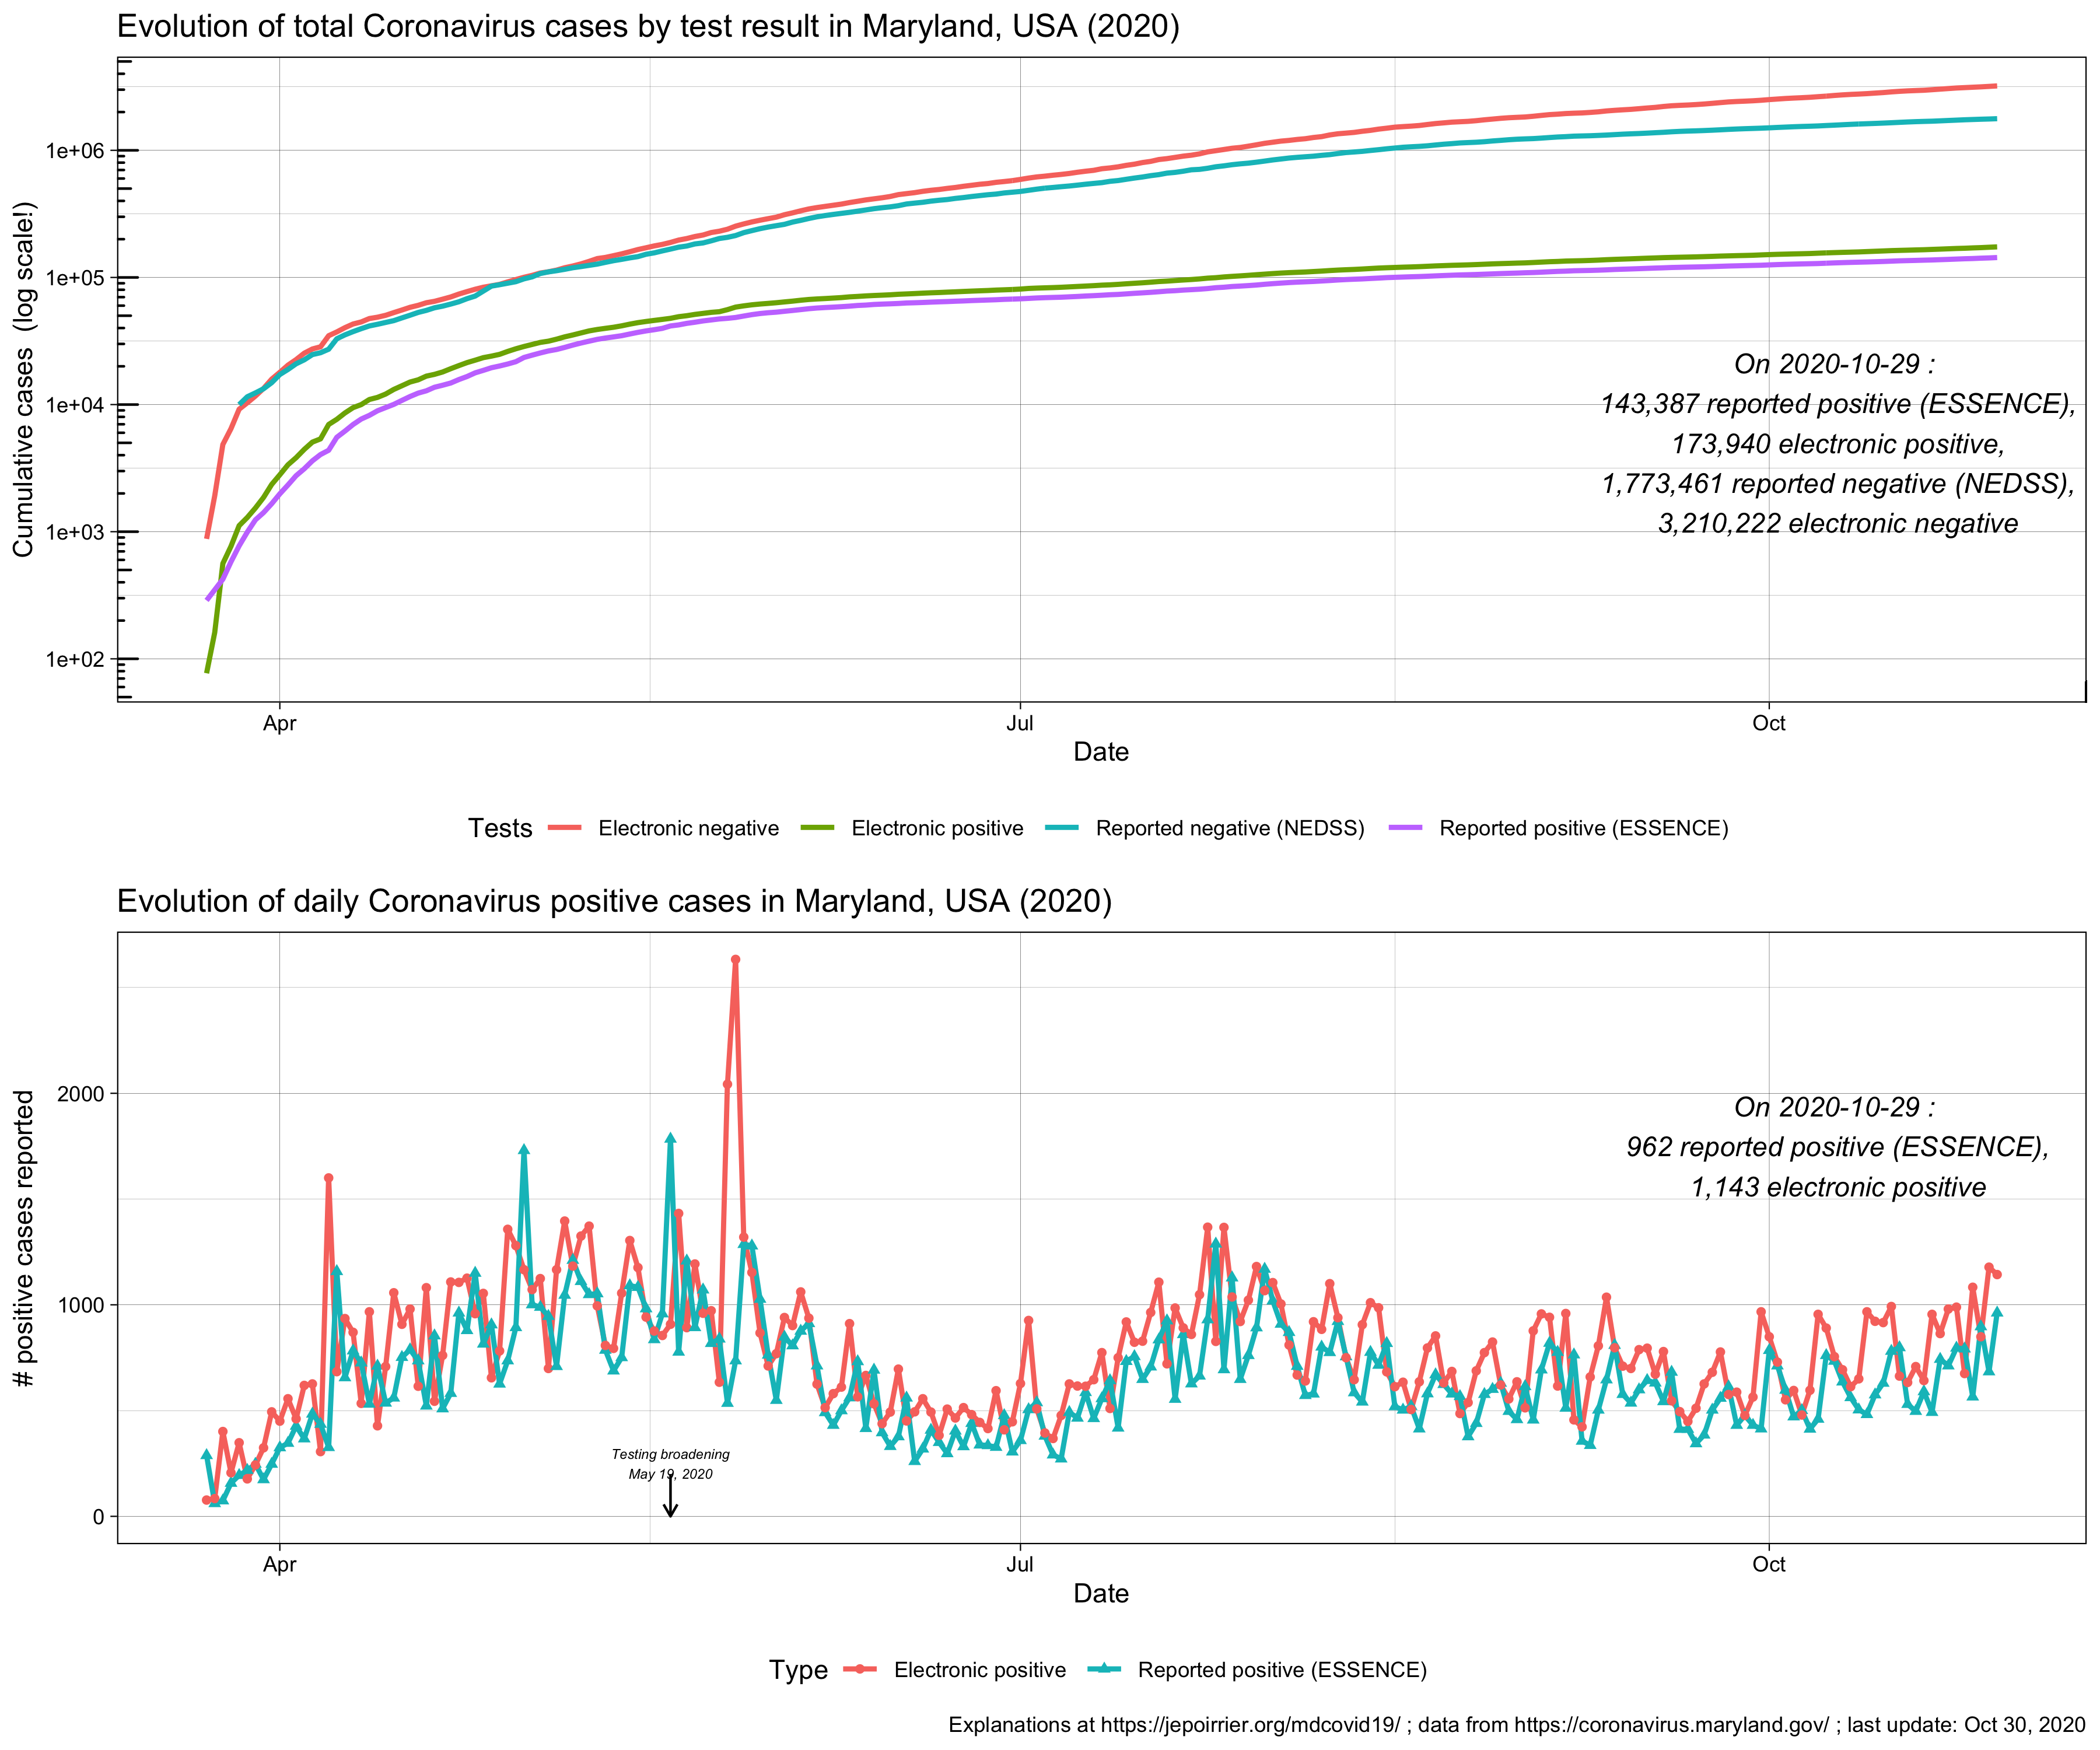 Evolution of total Coronavirus cases by test result in Maryland, USA (2020)
Cumulative cases  (log scale!)
1e+06
1e+05
1e+04
1e+03
1e+02
On 2020-10-29 :
143,387 reported positive (ESSENCE),
173,940 electronic positive,
1,773,461 reported negative (NEDSS),
3,210,222 electronic negative
Apr Jul Oct
Date
Tests Electronic negative Electronic positive Reported negative (NEDSS) Reported positive (ESSENCE)
Evolution of daily Coronavirus positive cases in Maryland, USA (2020)
# positive cases reported
2000
1000
0
On 2020-10-29 :
962 reported positive (ESSENCE),
1,143 electronic positive
Testing broadening
May 19, 2020
Apr Jul Oct
Date
Type Electronic positive Reported positive (ESSENCE)
Explanations at https://jepoirrier.org/mdcovid19/ ; data from https://coronavirus.maryland.gov/ ; last update: Oct 30, 2020